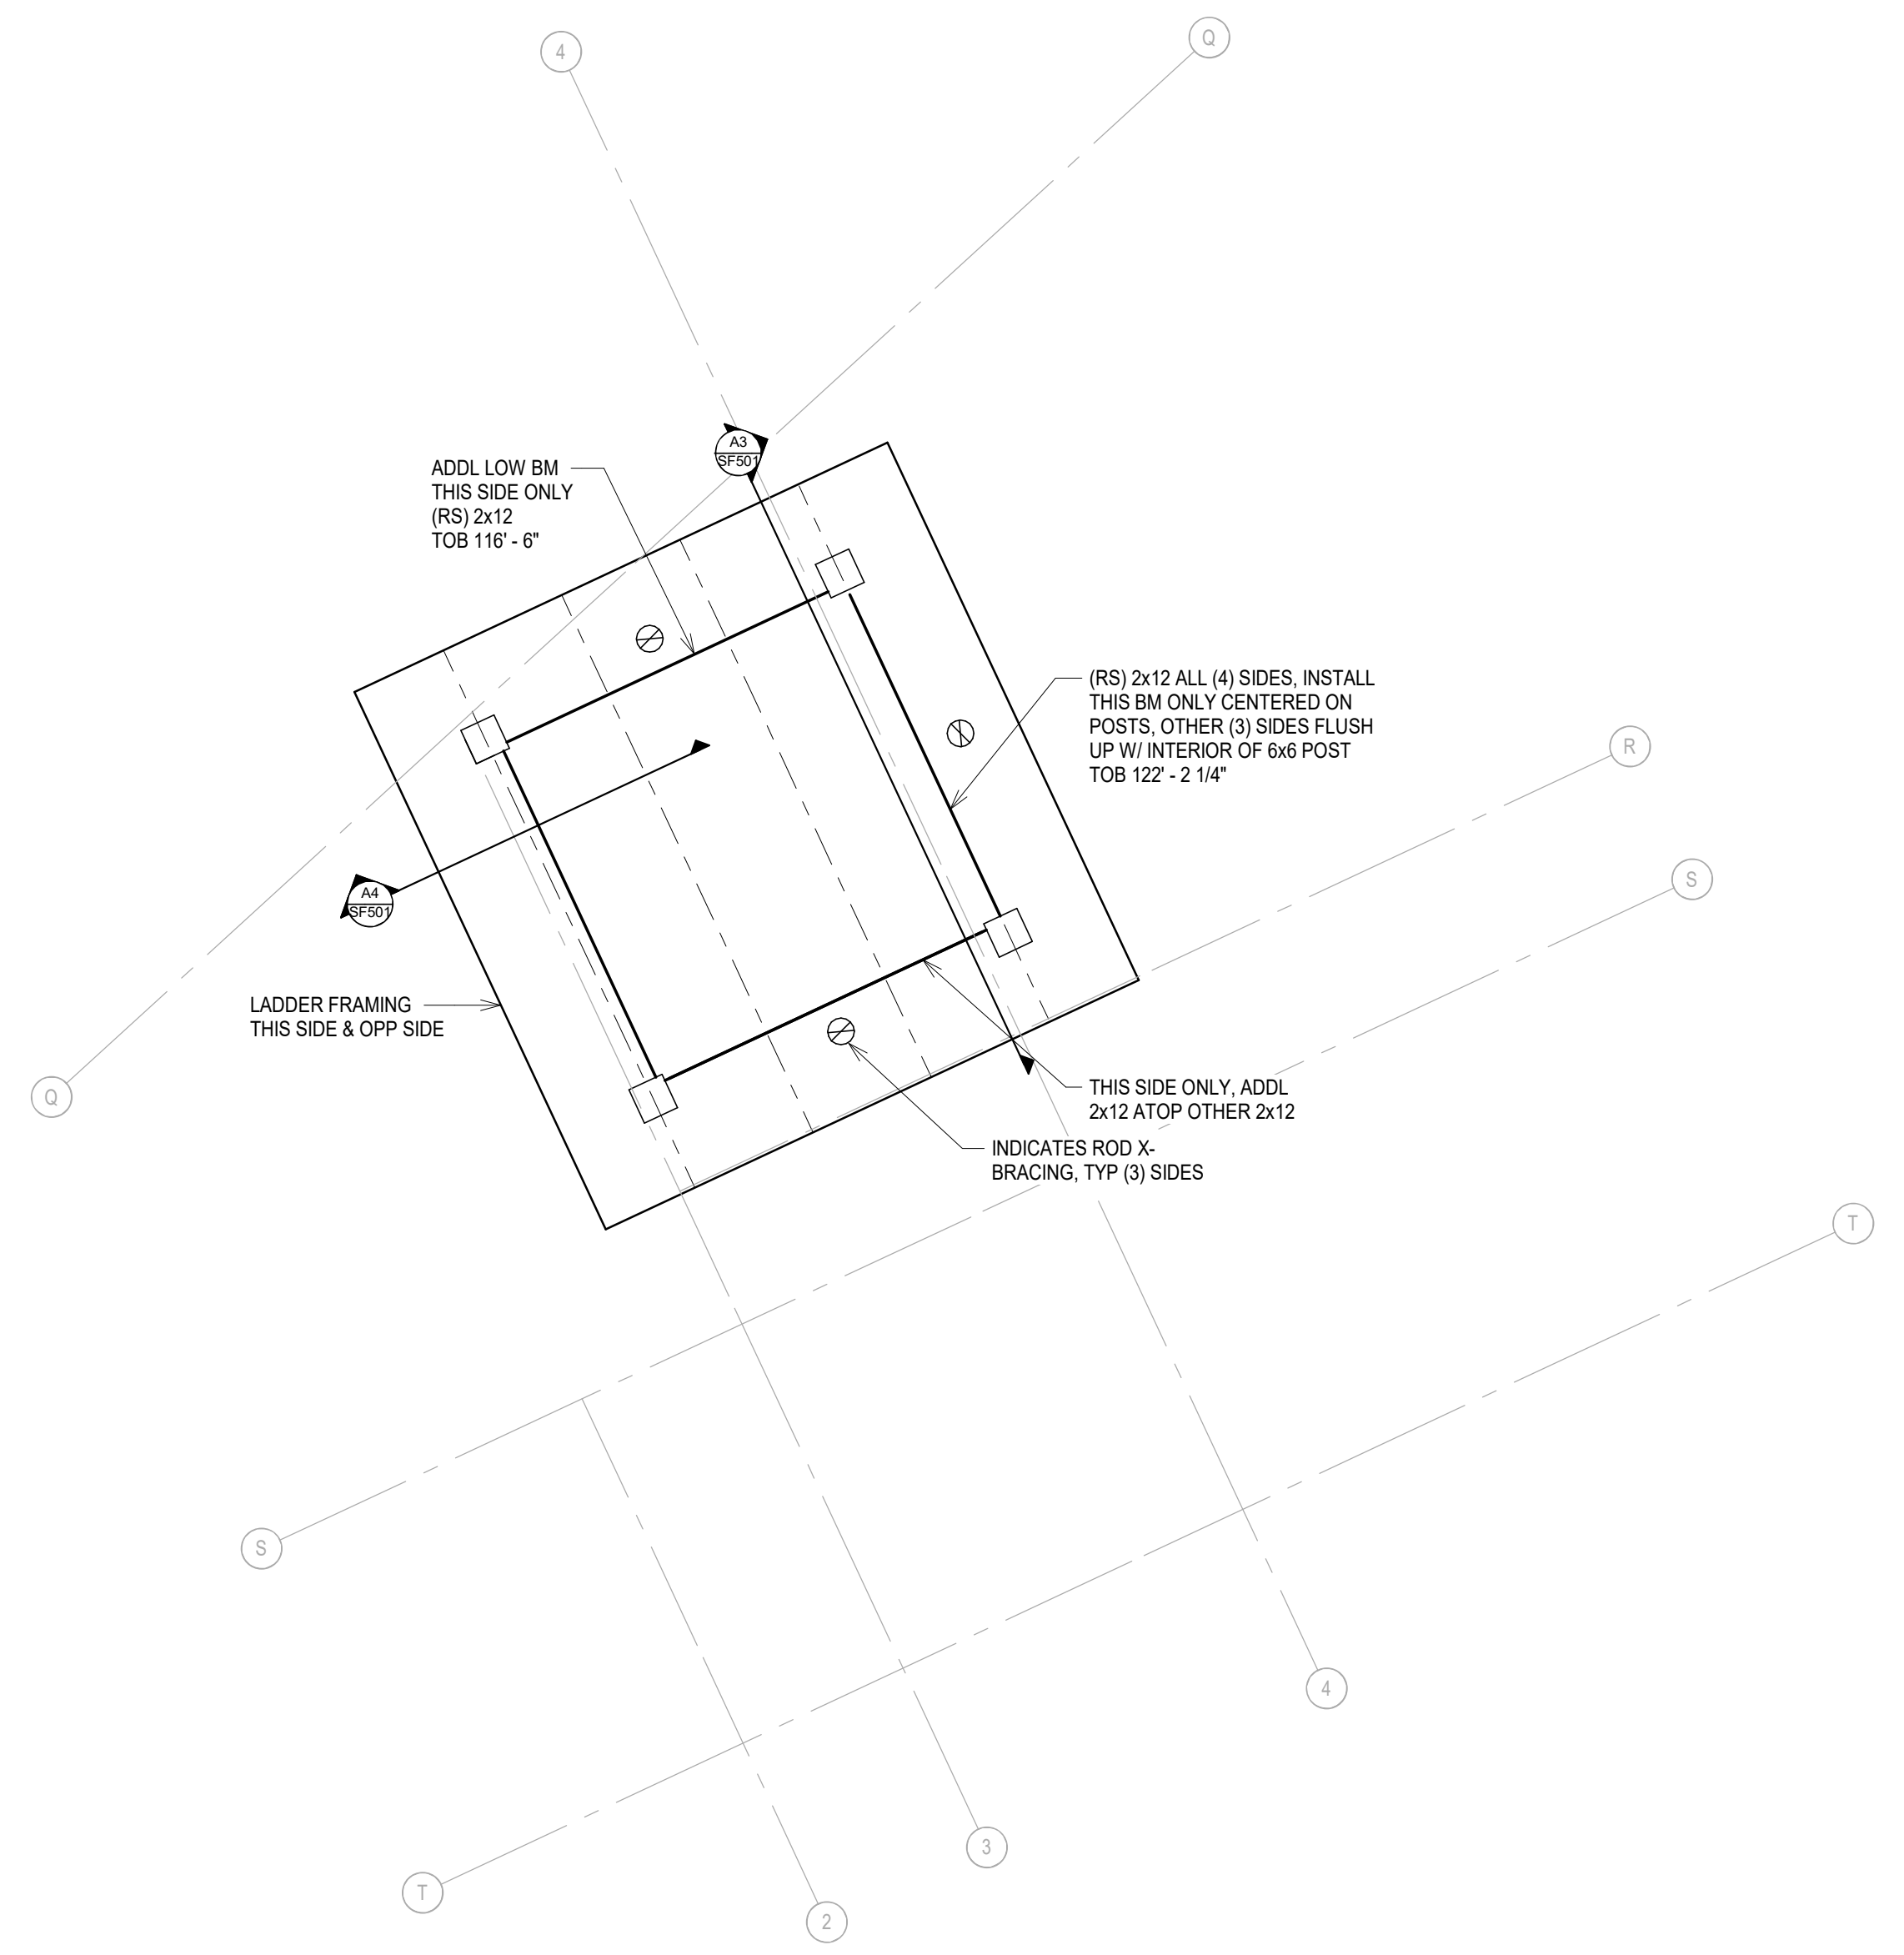 4
Q
A3
SF501
ADDL LOW BM
THIS SIDE ONLY
(RS) 2x12
TOB 116' - 6"
(RS) 2x12 ALL (4) SIDES, INSTALL
THIS BM ONLY CENTERED ON
POSTS, OTHER (3) SIDES FLUSH
UP W/ INTERIOR OF 6x6 POST
TOB 122' - 2 1/4"
R
S
A4
SF501
LADDER FRAMING
THIS SIDE & OPP SIDE
Q
THIS SIDE ONLY, ADDL
2x12 ATOP OTHER 2x12
INDICATES ROD X-
BRACING, TYP (3) SIDES
T
S
4
3
T
2